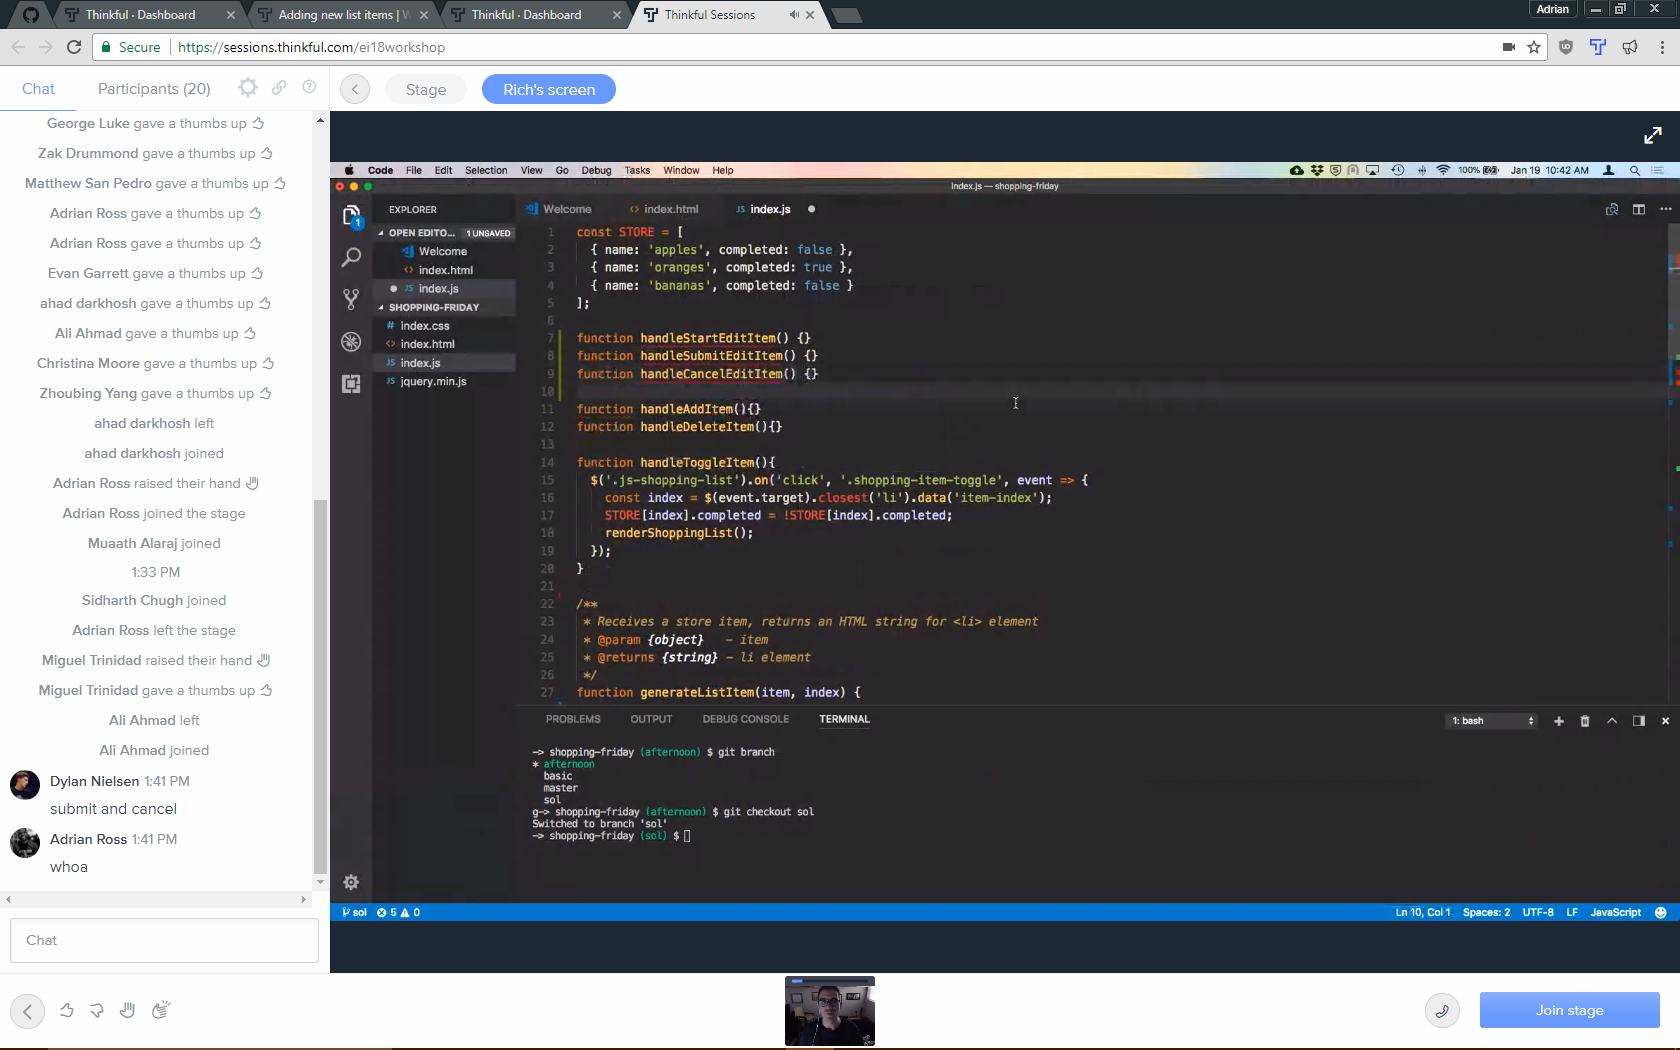 Thinkful · Dashboard
Adding new list items |
Thinkful · Dashboard
Thinkful Sessions
Adrian
Secure
https://sessions.thinkful.com/ei18workshop
Chat
Participants (20)
Stage
Rich's screen
George Luke gave a thumbs up
Zak Drummond gave a thumbs up
Matthew San Pedro gave a thumbs up
Adrian Ross gave a thumbs up
Adrian Ross gave a thumbs up
Evan Garrett gave a thumbs up
ahad darkhosh gave a thumbs up
Ali Ahmad gave a thumbs up
Christina Moore gave a thumbs up
Zhoubing Yang gave a thumbs up
ahad darkhosh left
ahad darkhosh joined
Adrian Ross raised their hand
Adrian Ross joined the stage
Muaath Alaraj joined
1:33 PM
Sidharth Chugh joined
Adrian Ross left the stage
Miguel Trinidad raised their hand
Miguel Trinidad gave a thumbs up
Ali Ahmad left
Ali Ahmad joined
Dylan Nielsen 1:41 PM
submit and cancel
Adrian Ross 1:41 PM
whoa
Chat
Code File Edit Selection View Go Debug Tasks Window Help
100%
Jan 19 10:42 AM
index.js — shopping-friday
EXPLORER
OPEN EDITO... 1 UNSAVED
Welcome
<> index.html
JS index.js
SHOPPING-FRIDAY
# index.css
<> index.html
JS index.js
JS jquery.min.js
1
Welcome
<> index.html
JS index.js
1 const STORE = [
2 { name: 'apples', completed: false },
3 { name: 'oranges', completed: true },
4 { name: 'bananas', completed: false }
5 ];
6
7 function handleStartEditItem() {}
8 function handleSubmitEditItem() {}
9 function handleCancelEditItem() {}
10
11 function handleAddItem(){}
12 function handleDeleteItem(){}
13
14 function handleToggleItem(){
15 $('.js-shopping-list').on('click', '.shopping-item-toggle', event => {
16 const index = $(event.target).closest('li').data('item-index');
17 STORE[index].completed = !STORE[index].completed;
18 renderShoppingList();
19 });
20 }
21
22 /**
23 * Receives a store item, returns an HTML string for <li> element
24 * @param {object} - item
25 * @returns {string} - li element
26 */
27 function generateListItem(item, index) {
PROBLEMS OUTPUT DEBUG CONSOLE TERMINAL
1: bash
-> shopping-friday (afternoon) $ git branch
* afternoon
basic
master
sol
g-> shopping-friday (afternoon) $ git checkout sol
Switched to branch 'sol'
-> shopping-friday (sol) $
sol 5 0
Ln 10, Col 1 Spaces: 2 UTF-8 LF JavaScript
Join stage